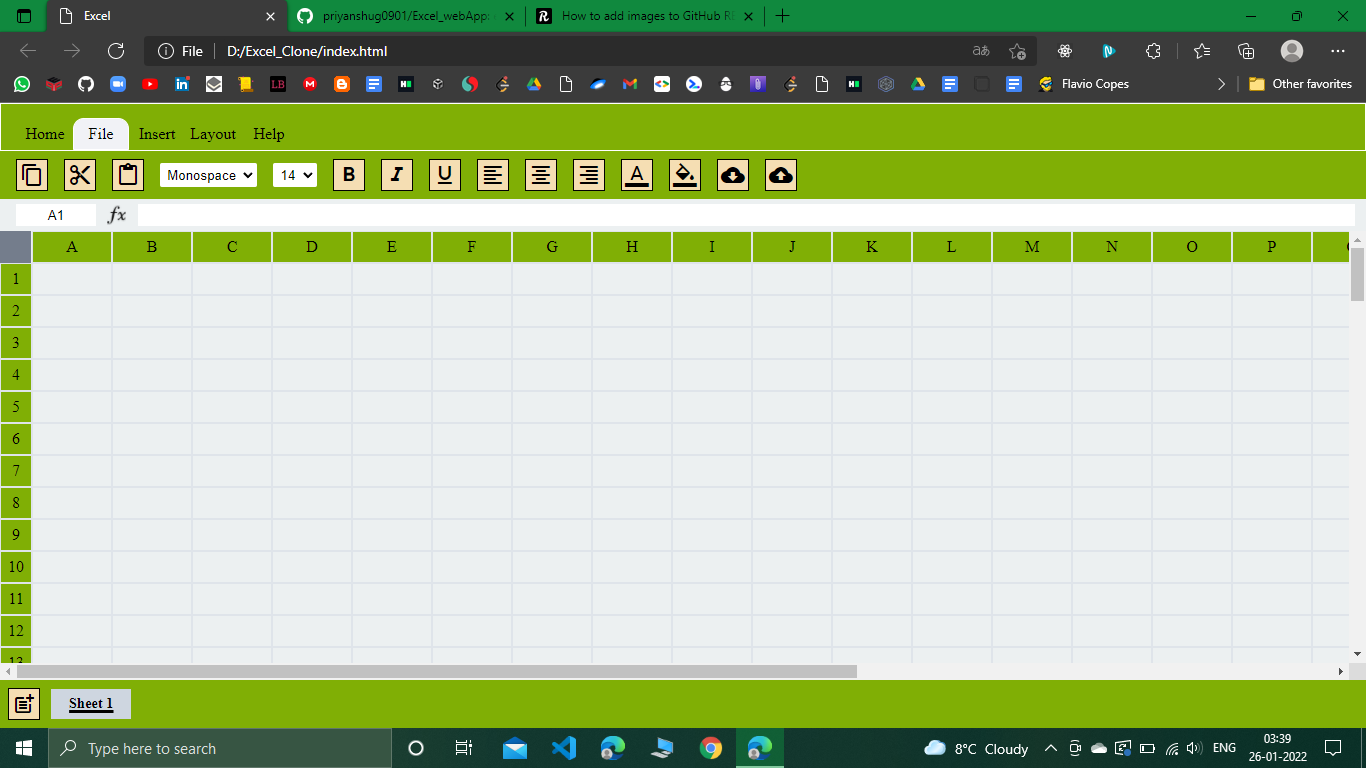 Excel
priyanshug0901/Excel_webApp:
How to add images to GitHub RE
File
D:/Excel_Clone/index.html
Flavio Copes
Other favorites
Home File Insert Layout Help
Monospace 14 B I U A
A1 fx
A B C D E F G H I J K L M N O P
1
2
3
4
5
6
7
8
9
10
11
12
13
Sheet 1
Type here to search
8°C Cloudy
ENG
03:39
26-01-2022